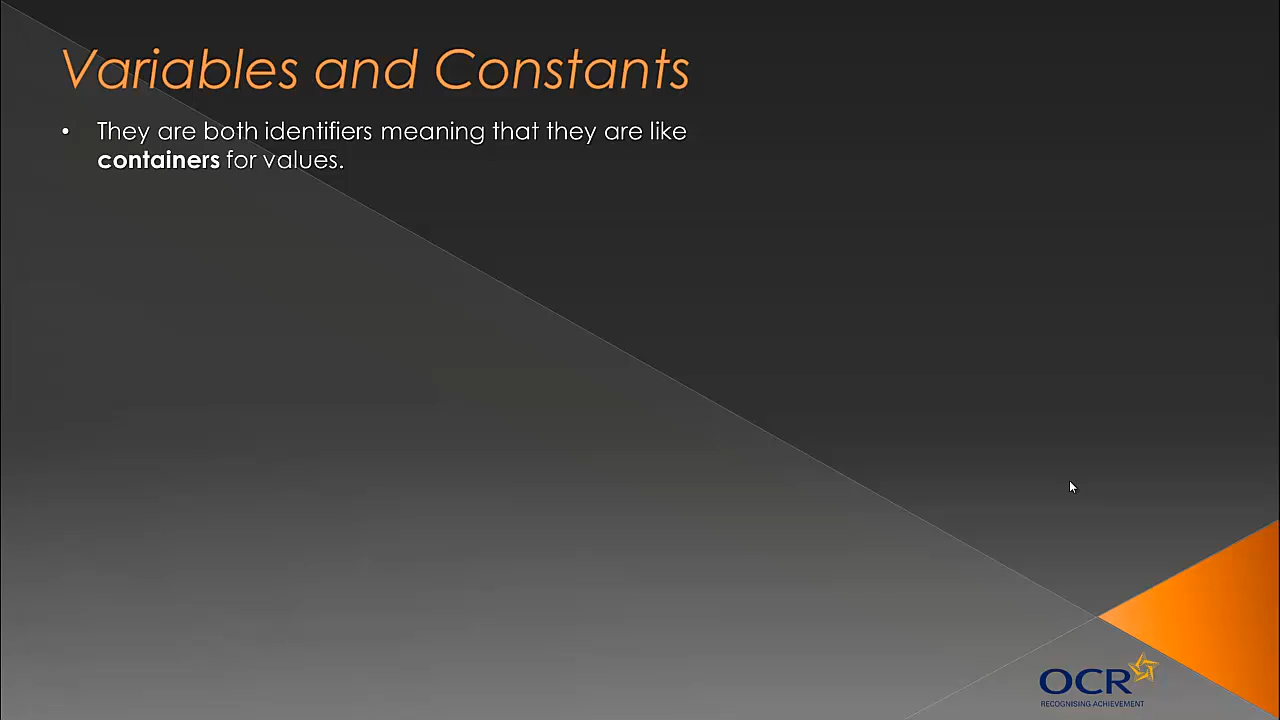 Variables and Constants
• They are both identifiers meaning that they are like
containers for values.
OCR
RECOGNISING ACHIEVEMENT